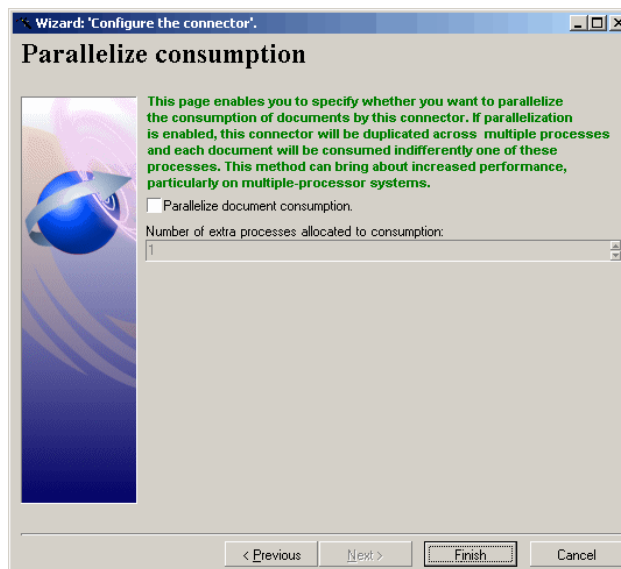 Wizard: 'Configure the connector'.
Parallelize consumption
This page enables you to specify whether you want to parallelize
the consumption of documents by this connector. If parallelization
is enabled, this connector will be duplicated across multiple processes
and each document will be consumed indifferently one of these
processes. This method can bring about increased performance,
particularly on multiple-processor systems.
Parallelize document consumption.
Number of extra processes allocated to consumption:
1
< Previous Next > Finish Cancel